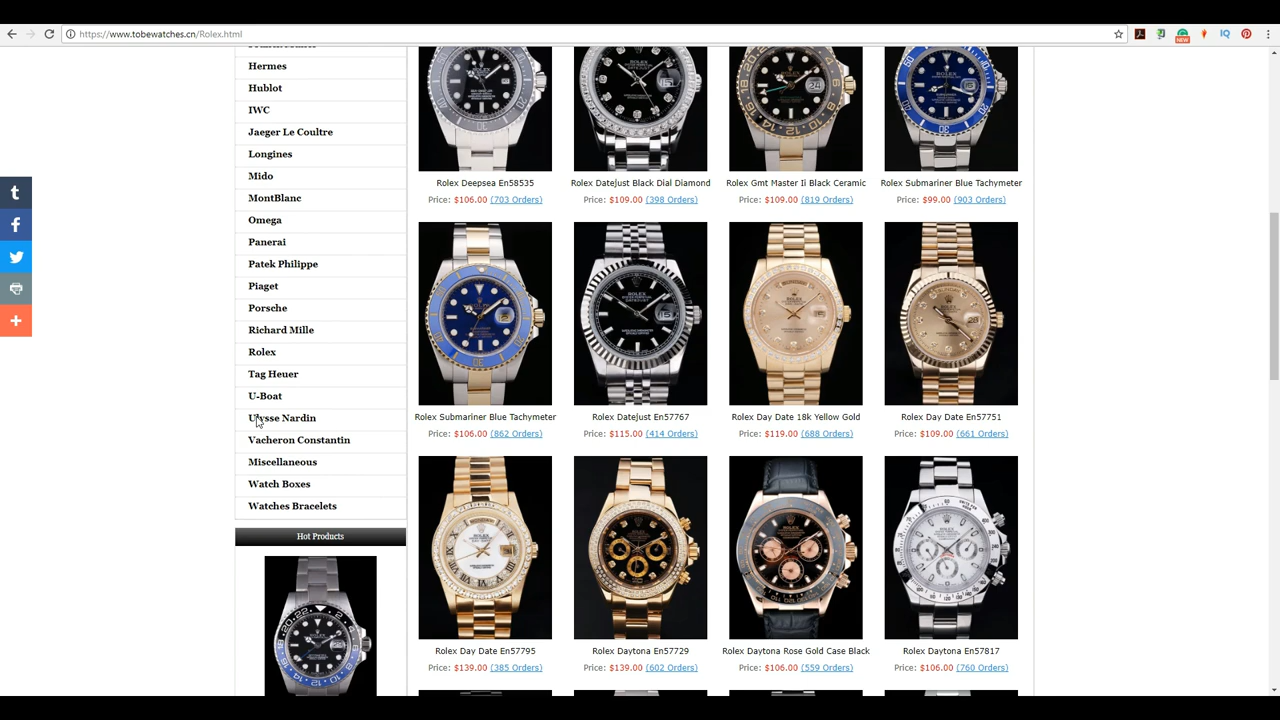 https://www.tobewatches.cn/Rolex.html
NEW
IQ
Hermes
Hublot
IWC
Jaeger Le Coultre
Longines
Mido
MontBlanc
Omega
Panerai
Patek Philippe
Piaget
Porsche
Richard Mille
Rolex
Tag Heuer
U-Boat
Ulysse Nardin
Vacheron Constantin
Miscellaneous
Watch Boxes
Watches Bracelets
Hot Products
Rolex Deepsea En58535
Price: $106.00 (703 Orders)
Rolex Datejust Black Dial Diamond
Price: $109.00 (398 Orders)
Rolex Gmt Master Ii Black Ceramic
Price: $109.00 (819 Orders)
Rolex Submariner Blue Tachymeter
Price: $99.00 (903 Orders)
Rolex Submariner Blue Tachymeter
Price: $106.00 (862 Orders)
Rolex Datejust En57767
Price: $115.00 (414 Orders)
Rolex Day Date 18k Yellow Gold
Price: $119.00 (688 Orders)
Rolex Day Date En57751
Price: $109.00 (661 Orders)
Rolex Day Date En57795
Price: $139.00 (385 Orders)
Rolex Daytona En57729
Price: $139.00 (602 Orders)
Rolex Daytona Rose Gold Case Black
Price: $106.00 (559 Orders)
Rolex Daytona En57817
Price: $106.00 (760 Orders)